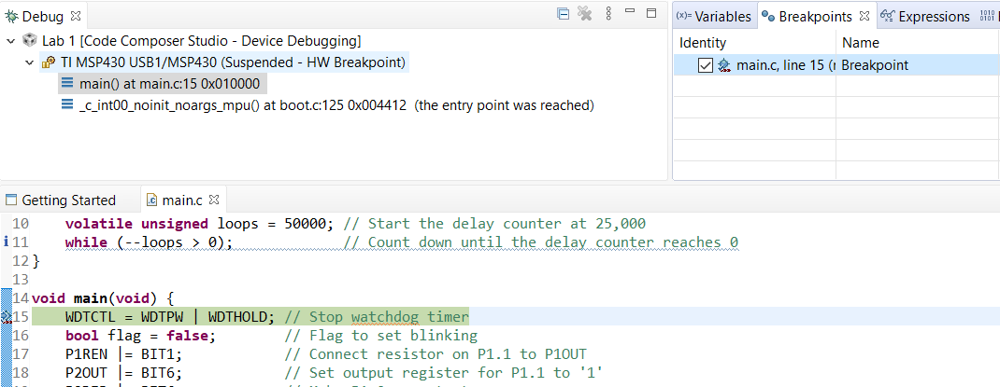 Debug
Lab 1 [Code Composer Studio - Device Debugging]
TI MSP430 USB1/MSP430 (Suspended - HW Breakpoint)
main() at main.c:15 0x010000
_c_int00_noinit_noargs_mpu() at boot.c:125 0x004412  (the entry point was reached)
(x)= Variables
Breakpoints
Expressions
1010
0101
Identity
Name
main.c, line 15 (
Breakpoint
Getting Started
main.c
10 volatile unsigned loops = 50000; // Start the delay counter at 25,000
11 while (--loops > 0); // Count down until the delay counter reaches 0
12 }
13
14 void main(void) {
15 WDTCTL = WDTPW | WDTHOLD; // Stop watchdog timer
16 bool flag = false; // Flag to set blinking
17 P1REN |= BIT1; // Connect resistor on P1.1 to P1OUT
18 P2OUT |= BIT6; // Set output register for P1.1 to '1'